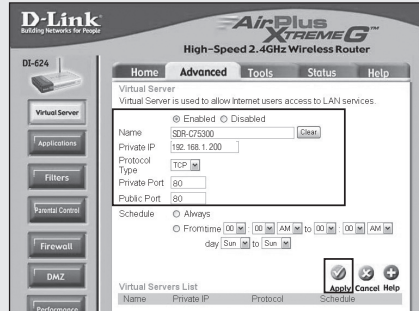 D-Link
Building Networks for People
AirPlus
XTREME G™
High-Speed 2.4GHz Wireless Router
DI-624
Home Advanced Tools Status Help
Virtual Server
Virtual Server is used to allow Internet users access to LAN services.
Virtual Server
Enabled Disabled
Name SDR-C75300 Clear
Private IP 192.168.1.200
Protocol Type TCP
Private Port 80
Public Port 80
Schedule Always
From time 00 : 00 AM to 00 : 00 AM
day Sun to Sun
Applications
Filters
Parental Control
Firewall
DMZ
Performance
Apply Cancel Help
Virtual Servers List
Name Private IP Protocol Schedule